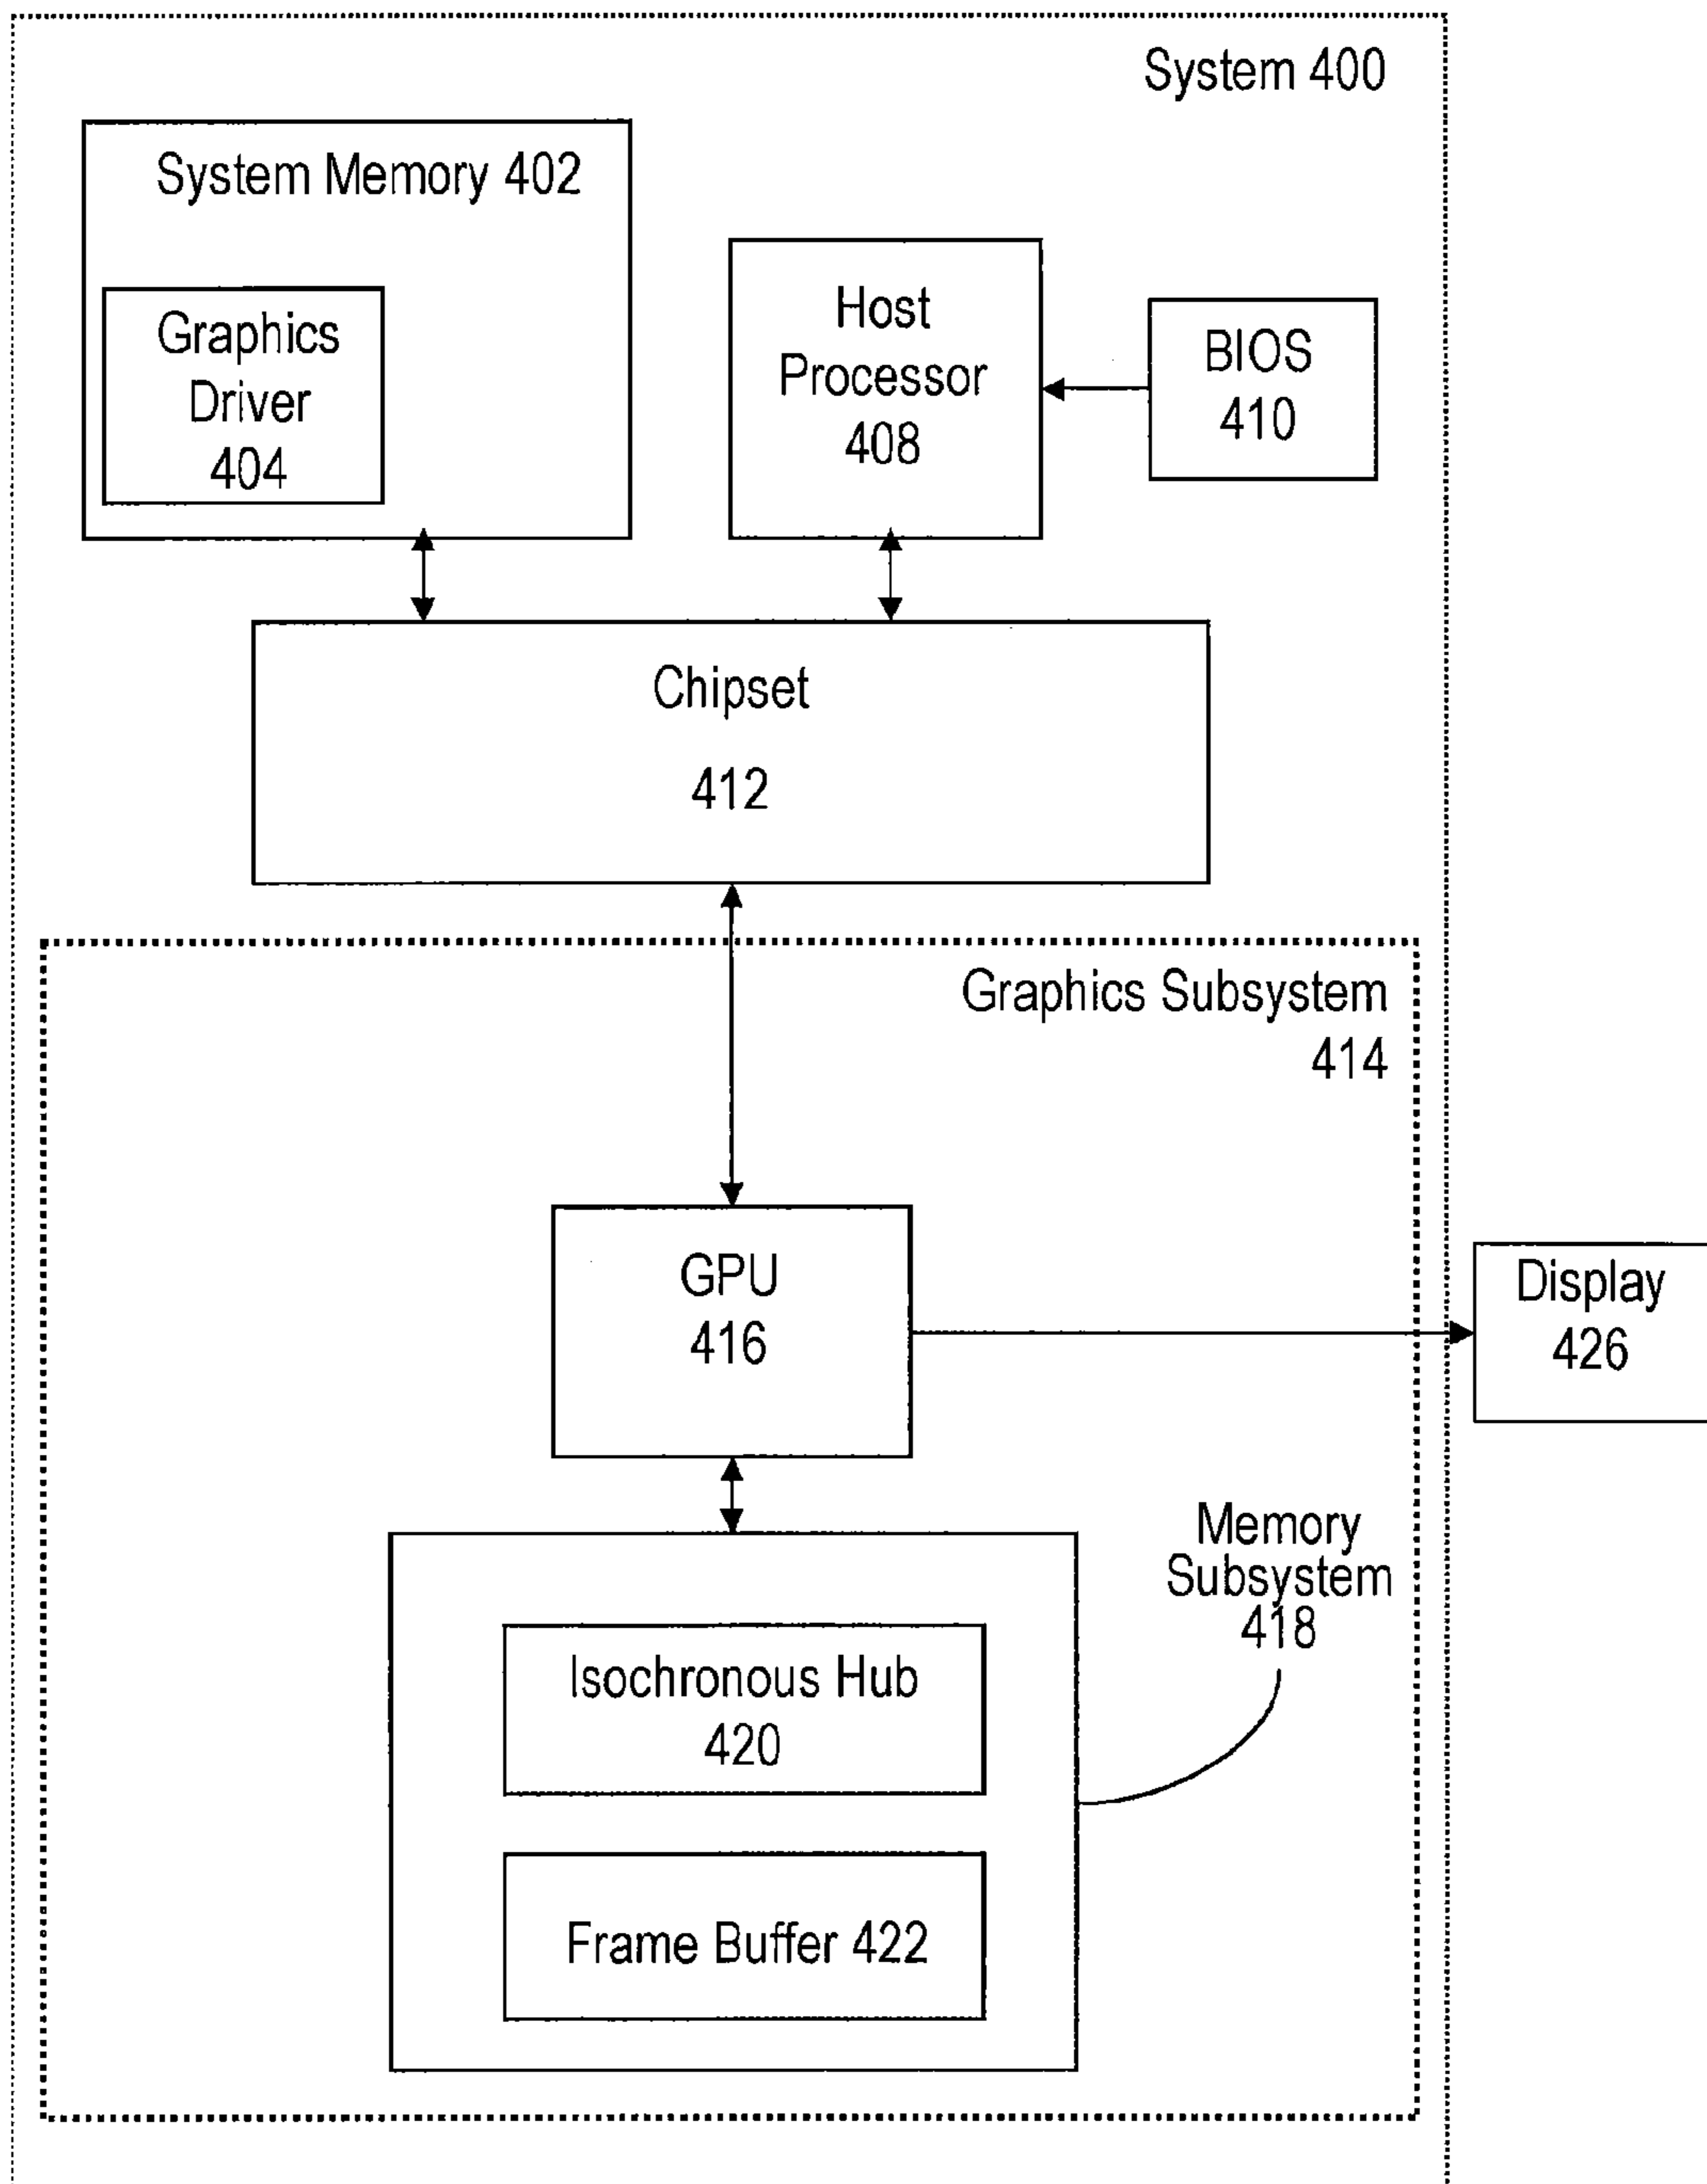 System 400
System Memory 402
Graphics
Driver
404
Host
Processor
408
BIOS
410
Chipset
412
Graphics Subsystem
414
GPU
416
Display
426
Memory
Subsystem
418
Isochronous Hub
420
Frame Buffer 422